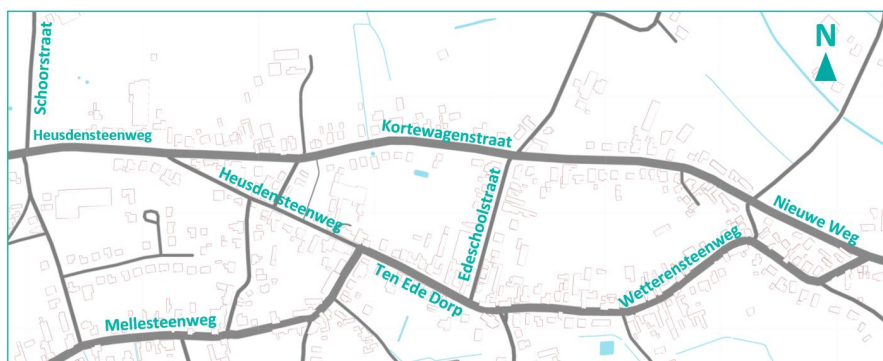 Schoorstraat
N
Heusdensteenweg
Kortewagenstraat
Heusdensteenweg
Edeschoolstraat
Nieuwe Weg
Ten Ede Dorp
Wetterensteenweg
Mellesteenweg